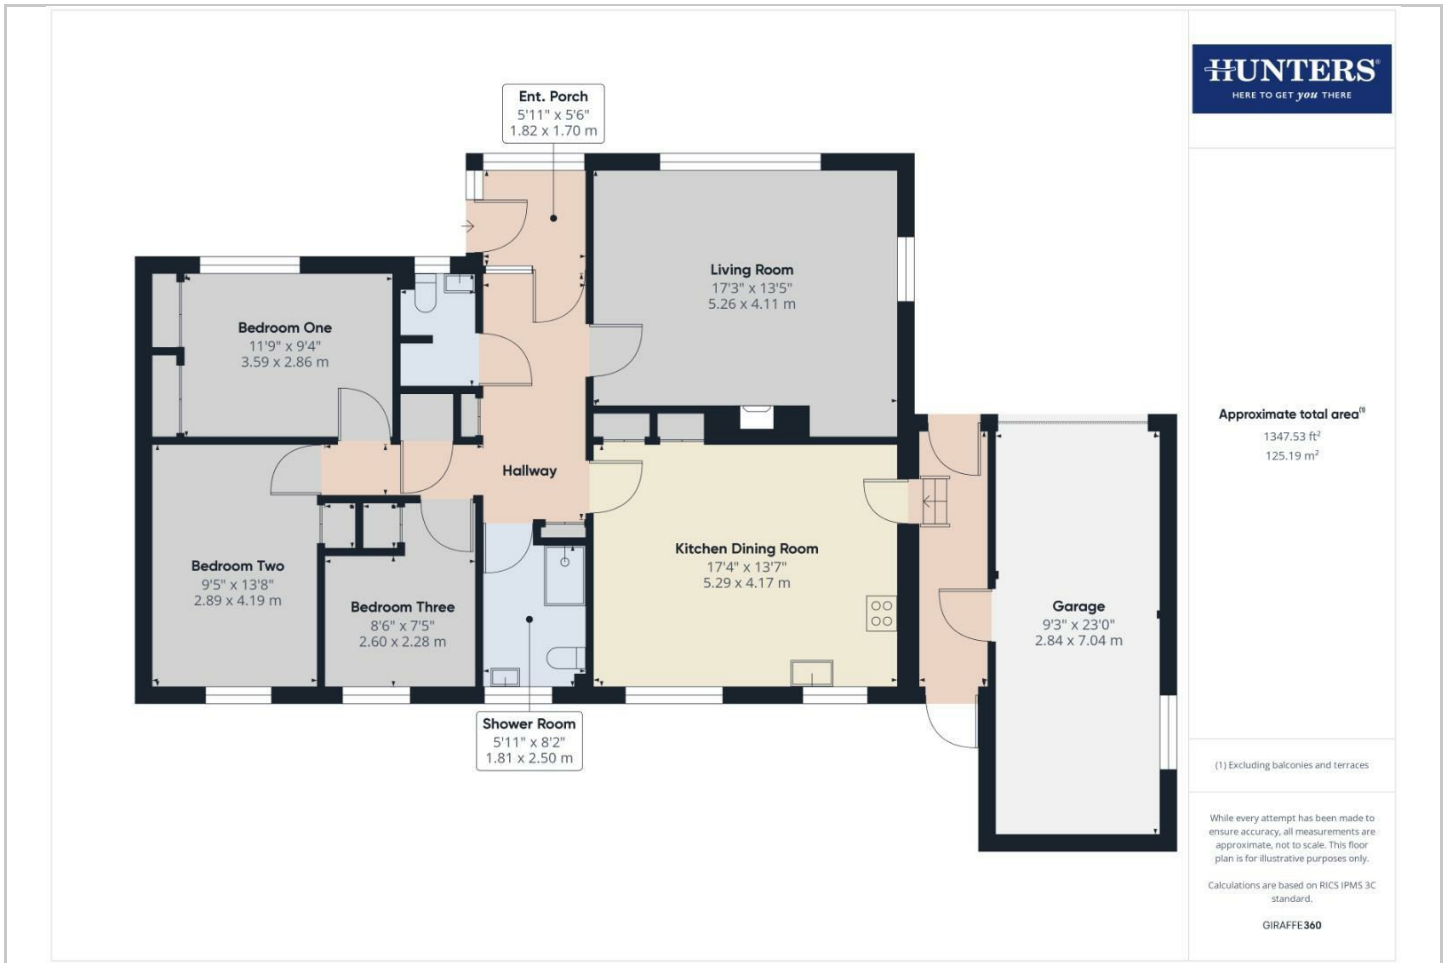 Ent. Porch
5'11" x 5'6"
1.82 x 1.70 m
Living Room
17'3" x 13'5"
5.26 x 4.11 m
Bedroom One
11'9" x 9'4"
3.59 x 2.86 m
Hallway
Bedroom Two
9'5" x 13'8"
2.89 x 4.19 m
Bedroom Three
8'6" x 7'5"
2.60 x 2.28 m
Kitchen Dining Room
17'4" x 13'7"
5.29 x 4.17 m
Garage
9'3" x 23'0"
2.84 x 7.04 m
Shower Room
5'11" x 8'2"
1.81 x 2.50 m
HUNTERS®
HERE TO GET you THERE
Approximate total area⁽¹⁾
1347.53 ft²
125.19 m²
(1) Excluding balconies and terraces
While every attempt has been made to
ensure accuracy, all measurements are
approximate, not to scale. This floor
plan is for illustrative purposes only.
Calculations are based on RICS IPMS 3C
standard.
GIRAFFE360